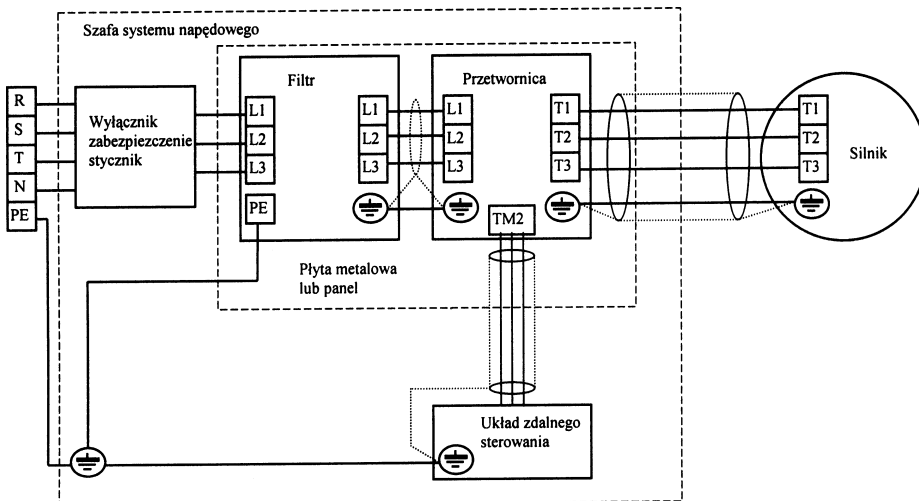 Szafa systemu napędowego
Filtr
Przetwornica
R
S
T
N
PE
Wyłącznik
zabezpizczenie
stycznik
L1
L2
L3
PE
L1
L2
L3
L1
L2
L3
T1
T2
T3
TM2
T1
T2
T3
Silnik
Płyta metalowa
lub panel
Układ zdalnego
sterowania